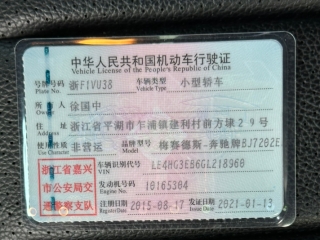 中华人民共和国机动车行驶证
Vehicle License of the People's Republic of China
号牌号码 浙F1VU38 车辆类型 小型轿车
Plate No. Vehicle Type
所有人 徐国中
Owner
住址 浙江省平湖市乍浦镇建利村前方埭29号
Address
使用性质 非营运 品牌型号 梅赛德斯-奔驰牌BJ7202E
Use Character Model
浙江省嘉兴 车辆识别代号 LE4HG3EB6GL218968
市公安局交 VIN
通警察支队 发动机号码 18165304
Engine No.
注册日期 2015-08-17 发证日期 2021-01-13
Register Date Issue Date